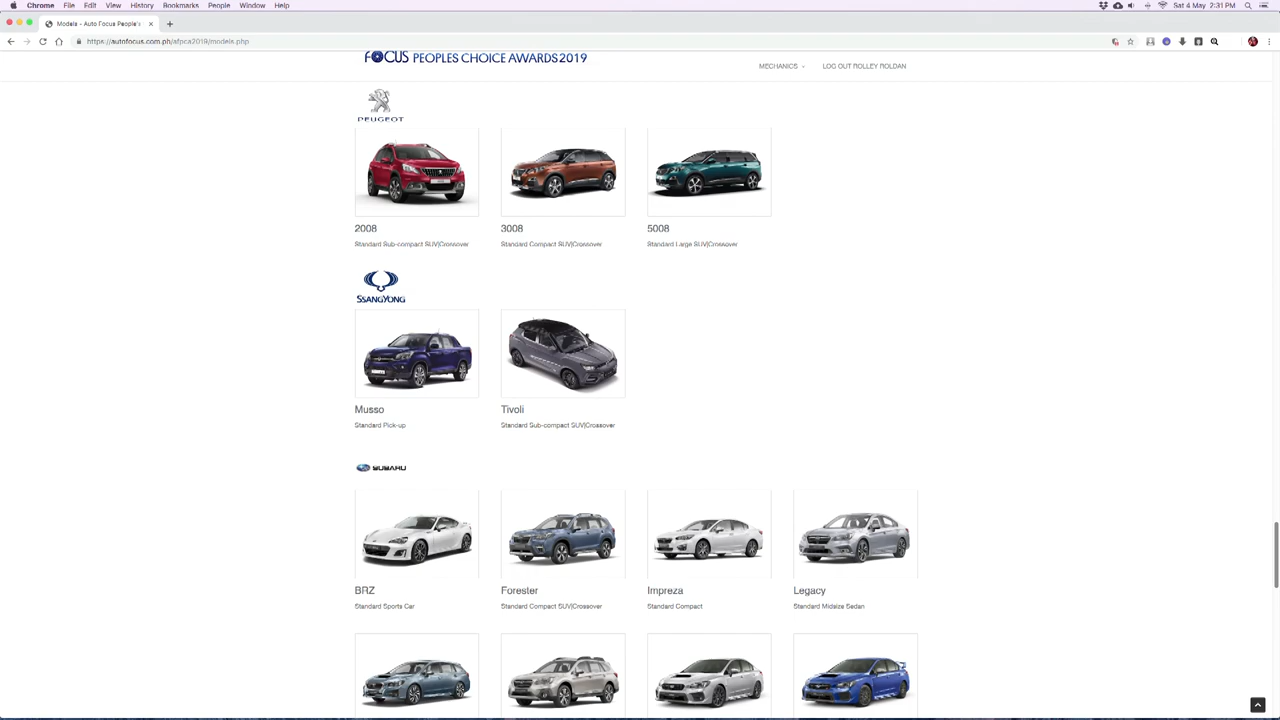 Chrome File Edit View History Bookmarks People Window Help
Sat 4 May 2:31 PM
Models - Auto Focus People's
https://autofocus.com.ph/afpca2019/models.php
FOCUS PEOPLES CHOICE AWARDS 2019
MECHANICS
LOG OUT ROLLEY ROLDAN
PEUGEOT
2008 3008 5008
Standard Sub-compact SUV|Crossover Standard Compact SUV|Crossover Standard Large SUV|Crossover
SSANGYONG
Musso Tivoli
Standard Pick-up Standard Sub-compact SUV|Crossover
SUBARU
BRZ Forester Impreza Legacy
Standard Sports Car Standard Compact SUV|Crossover Standard Compact Standard Midsize Sedan